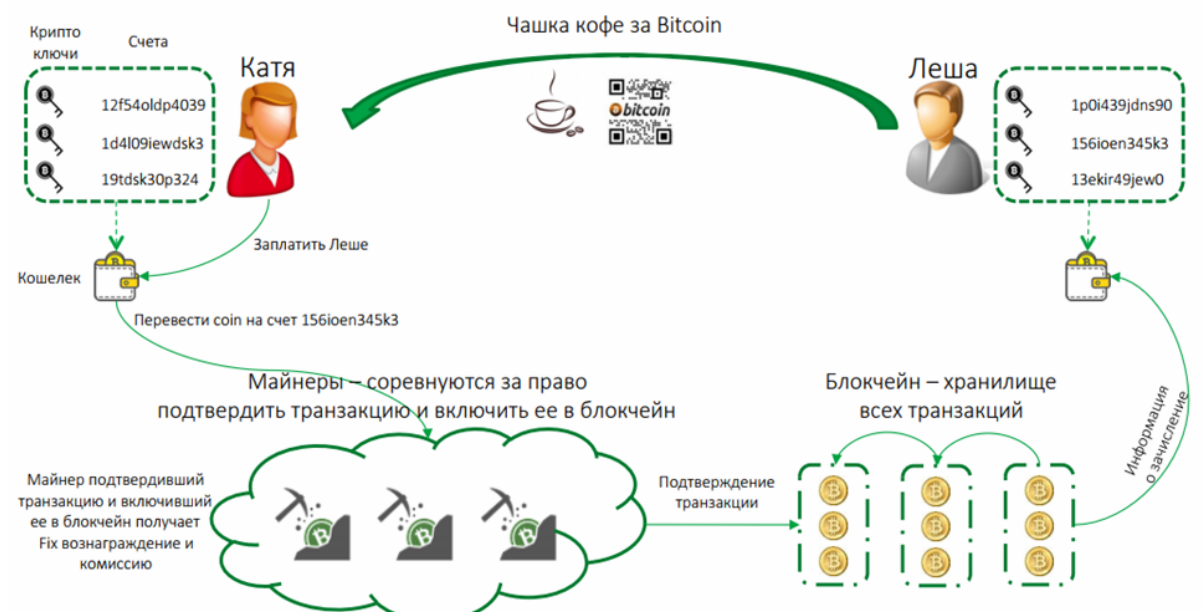 Чашка кофе за Bitcoin
Крипто
ключи
Счета
Катя
Леша
12f54oldp4039
1d4l09iewdsk3
19tdsk30p324
bitcoin
1p0i439jdns90
156ioen345k3
13ekir49jew0
Заплатить Леше
Кошелек
Перевести coin на счет 156ioen345k3
Майнеры – соревнуются за право
подтвердить транзакцию и включить ее в блокчейн
Блокчейн – хранилище
всех транзакций
Информация
о зачисление
Майнер подтвердивший
транзакцию и включивший
ее в блокчейн получает
Fix вознаграждение и
комиссию
Подтверждение
транзакции